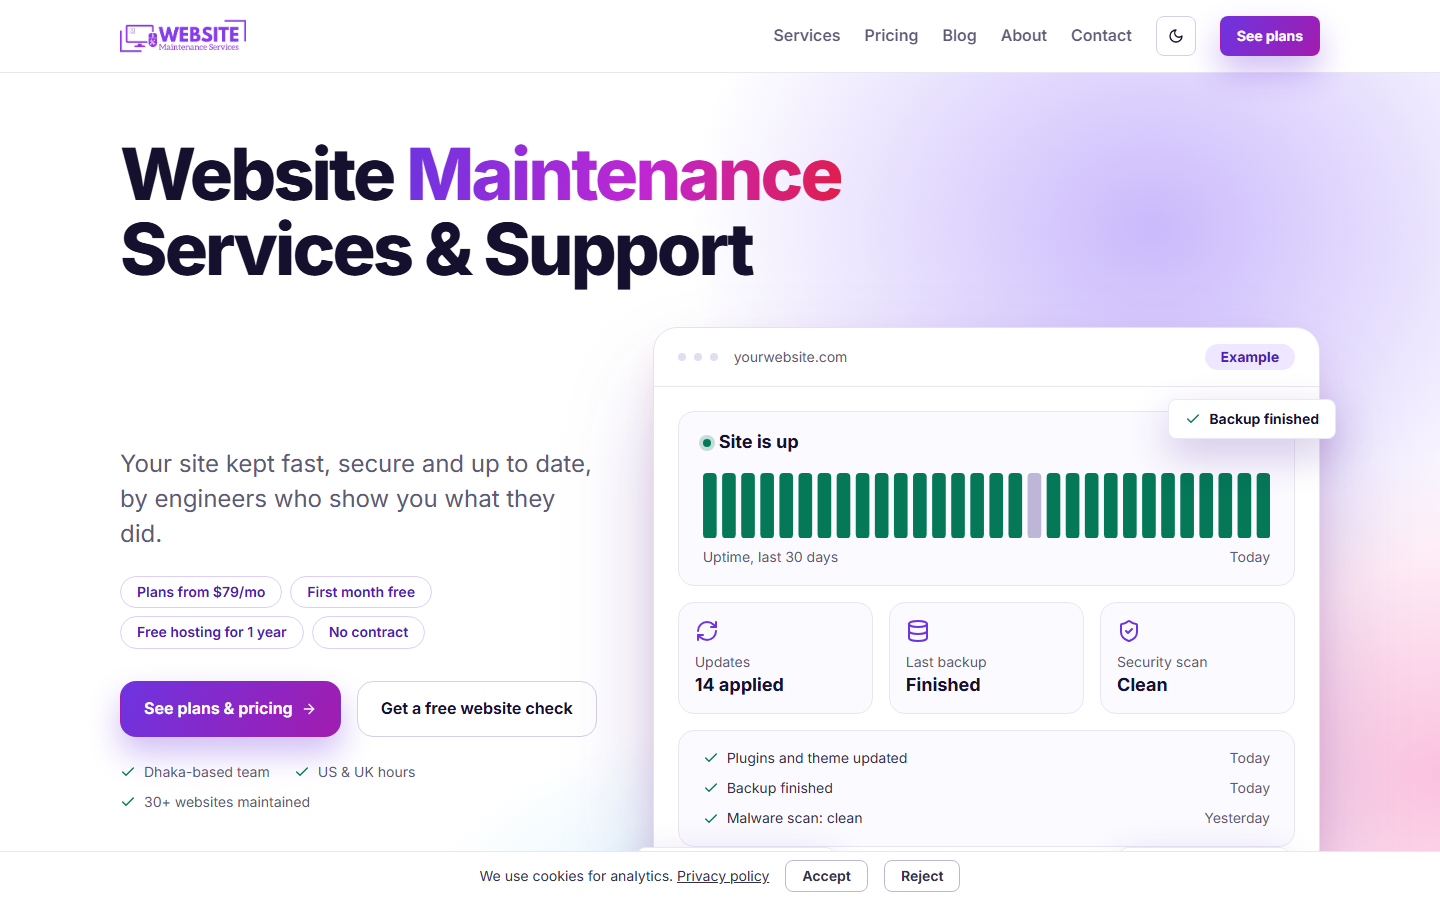 WEBSITE
Maintenance Services
Services
Pricing
Blog
About
Contact
See plans
Website Maintenance
Services & Support
Your site kept fast, secure and up to date,
by engineers who show you what they
did.
Plans from $79/mo
First month free
Free hosting for 1 year
No contract
See plans & pricing
Get a free website check
Dhaka-based team
US & UK hours
30+ websites maintained
yourwebsite.com
Example
Backup finished
Site is up
Uptime, last 30 days
Today
Updates
14 applied
Last backup
Finished
Security scan
Clean
Plugins and theme updated
Today
Backup finished
Today
Malware scan: clean
Yesterday
We use cookies for analytics. Privacy policy
Accept
Reject